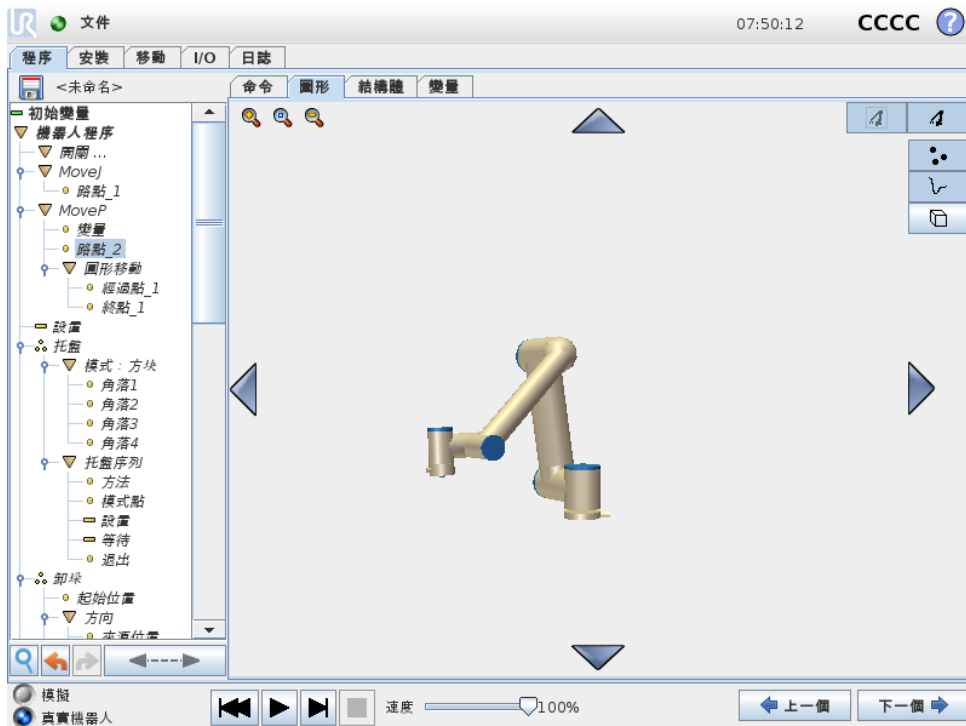 UR 文件 07:50:12 CCCC ?
程序 安裝 移動 I/O 日誌
<未命名> 命令 圖形 結構體 變量
初始變量
機器人程序
開關 ...
MoveJ
路點_1
MoveP
變量
路點_2
圓形移動
經過點_1
終點_1
設置
托盤
模式：方块
角落1
角落2
角落3
角落4
托盤序列
方法
模式點
設置
等待
退出
卸垛
起始位置
方向
來源位置
模擬
真實機器人
速度 100% 上一個 下一個